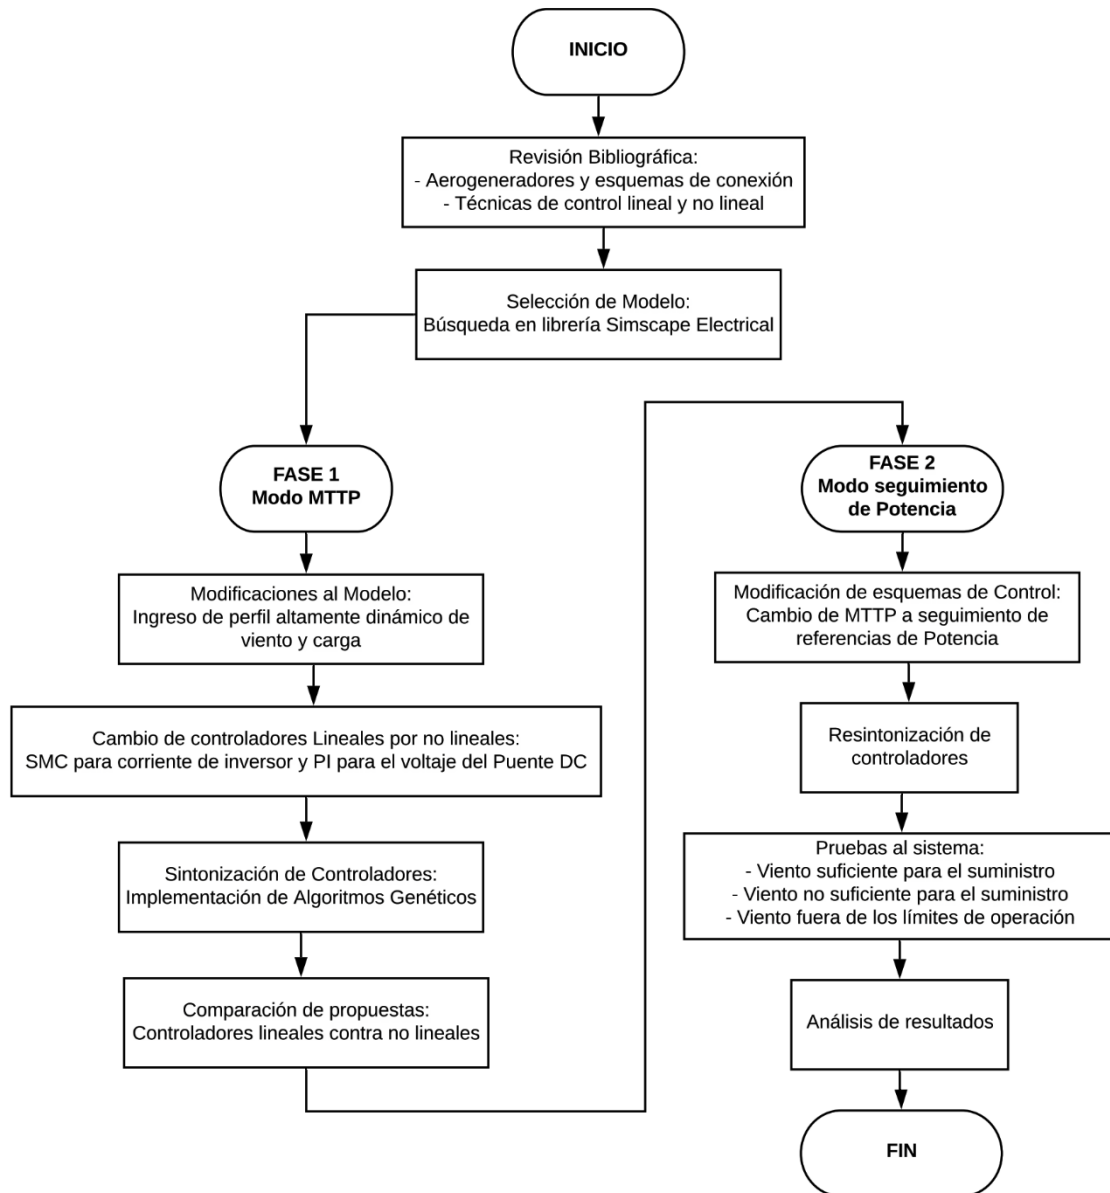 INICIO
Revisión Bibliográfica:
- Aerogeneradores y esquemas de conexión
- Técnicas de control lineal y no lineal
Selección de Modelo:
Búsqueda en librería Simscape Electrical
FASE 1
Modo MTTP
Modificaciones al Modelo:
Ingreso de perfil altamente dinámico de
viento y carga
Cambio de controladores Lineales por no lineales:
SMC para corriente de inversor y PI para el voltaje del Puente DC
Sintonización de Controladores:
Implementación de Algoritmos Genéticos
Comparación de propuestas:
Controladores lineales contra no lineales
FASE 2
Modo seguimiento
de Potencia
Modificación de esquemas de Control:
Cambio de MTTP a seguimiento de
referencias de Potencia
Resintonización de
controladores
Pruebas al sistema:
- Viento suficiente para el suministro
- Viento no suficiente para el suministro
- Viento fuera de los límites de operación
Análisis de resultados
FIN